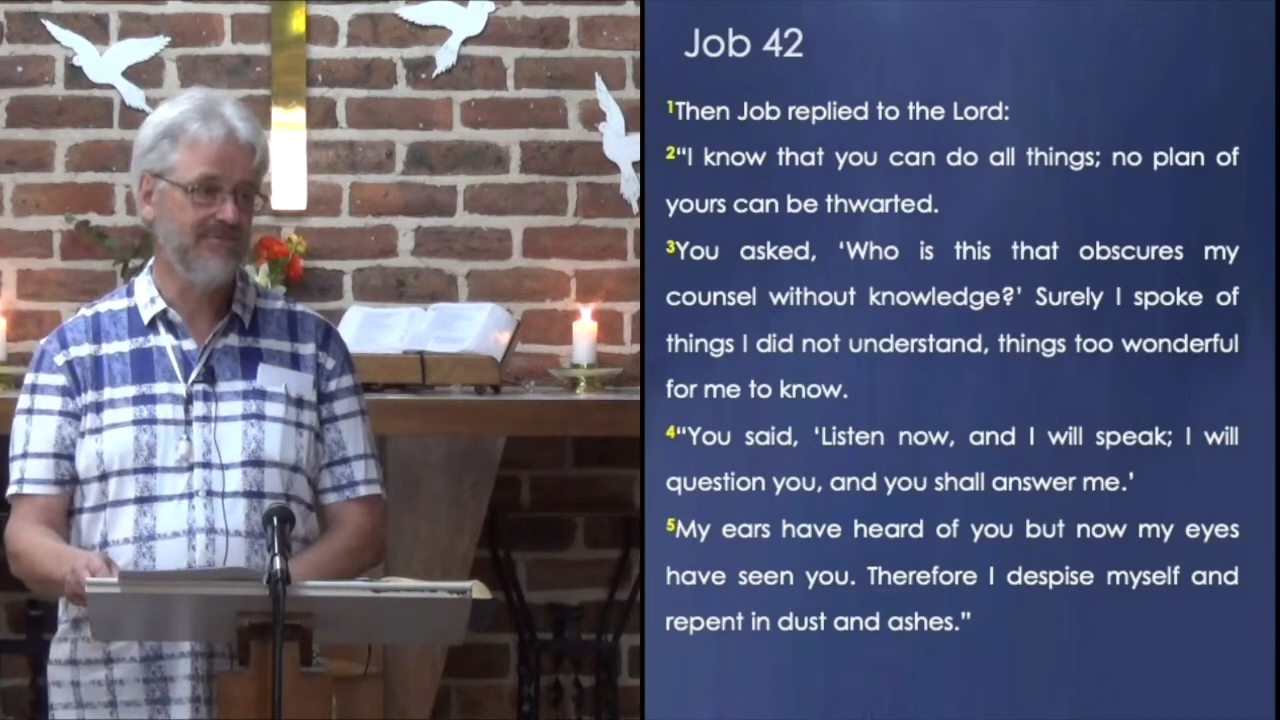 Job 42
1Then Job replied to the Lord:
2“I know that you can do all things; no plan of
yours can be thwarted.
3You asked, ‘Who is this that obscures my
counsel without knowledge?’ Surely I spoke of
things I did not understand, things too wonderful
for me to know.
4“You said, ‘Listen now, and I will speak; I will
question you, and you shall answer me.’
5My ears have heard of you but now my eyes
have seen you. Therefore I despise myself and
repent in dust and ashes.”